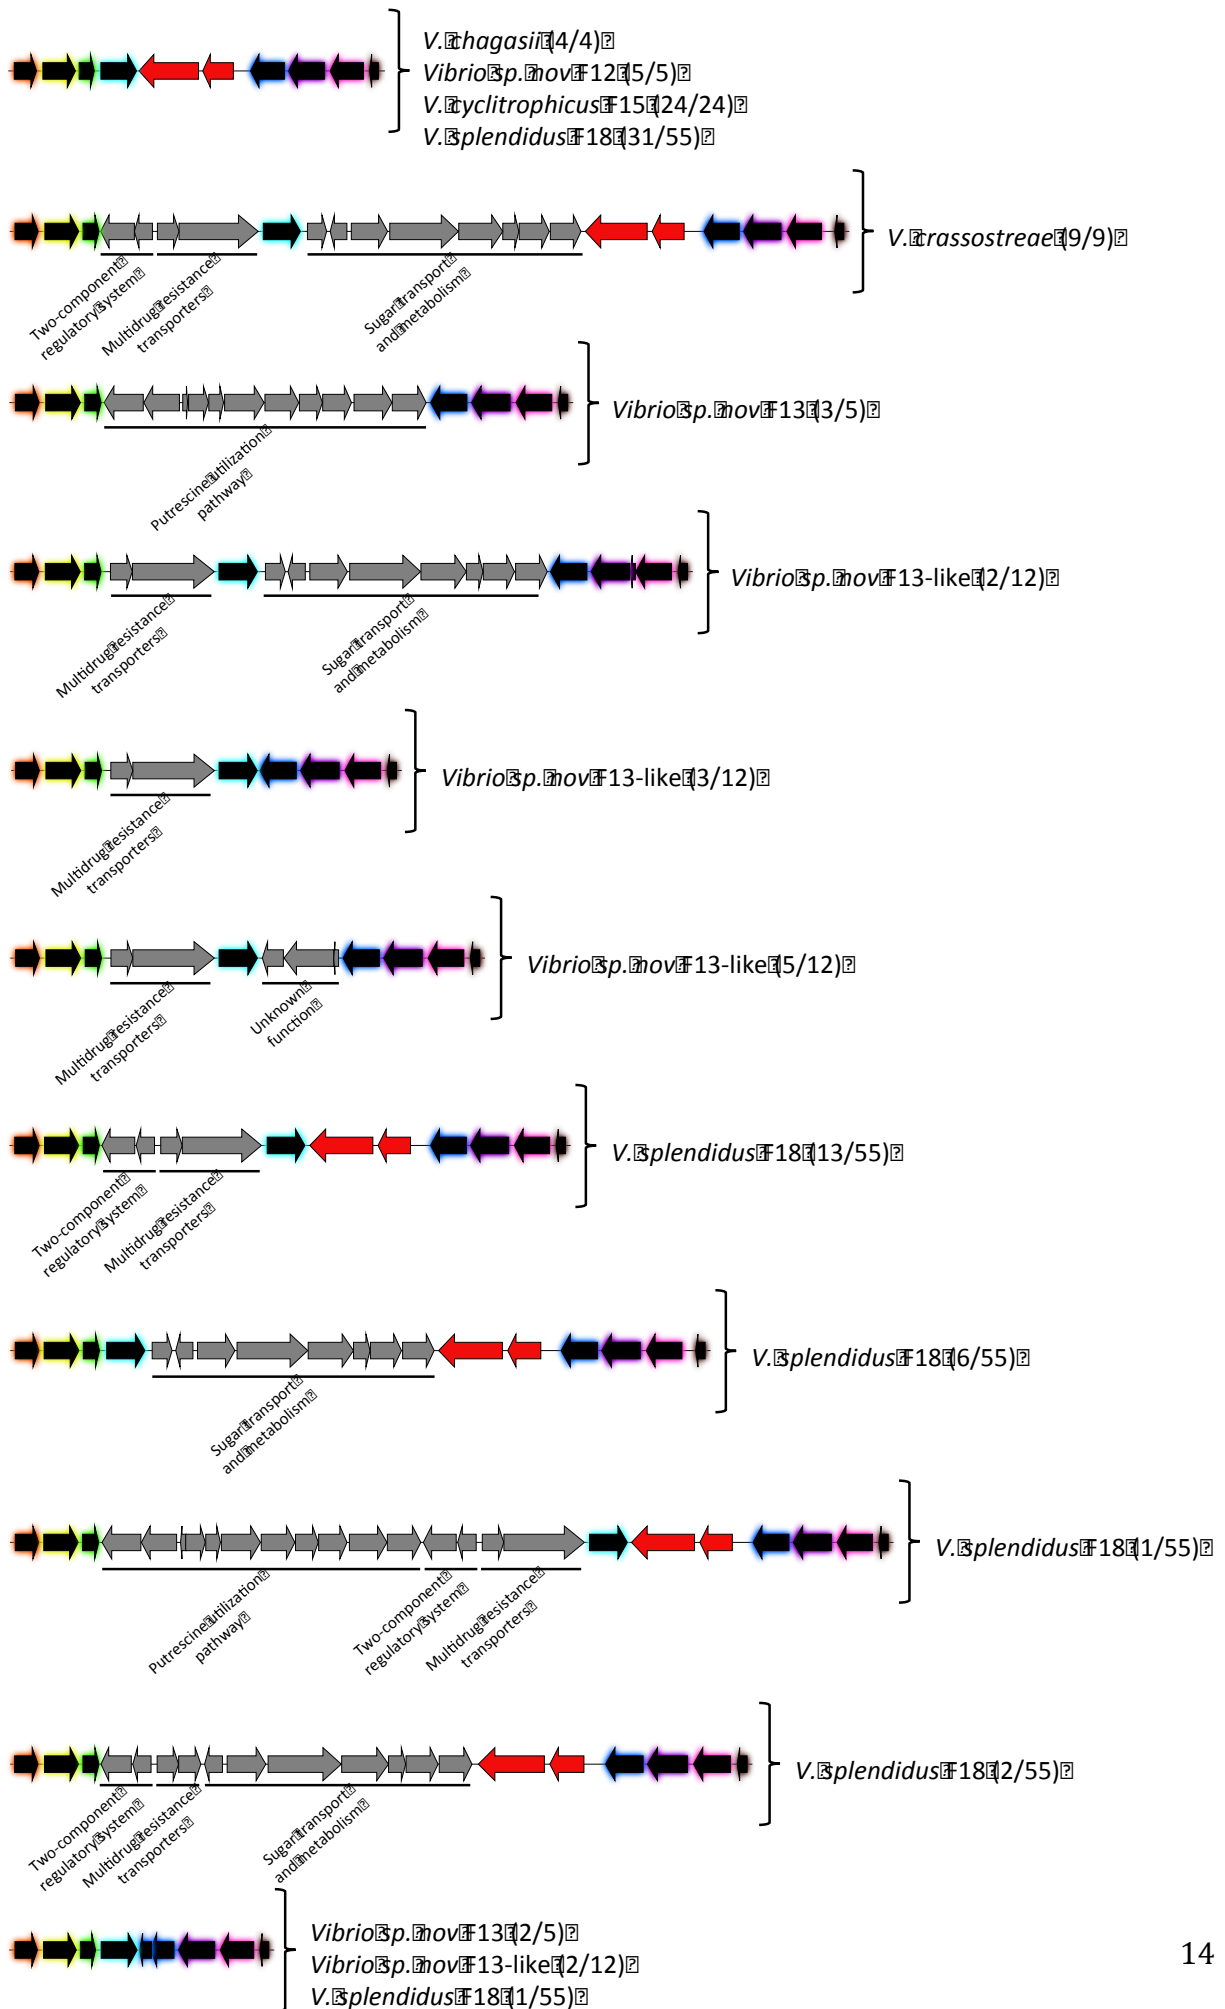 V. chagasii (4/4)
Vibrio sp. nov F12 (5/5)
V. cyclitrophicus F15 (24/24)
V. splendidus F18 (31/55)
V. crassostreae (9/9)
Two-component
regulatory system
Multidrug resistance
transporters
Sugar transport
and metabolism
Vibrio sp. nov F13 (3/5)
Putrescine utilization
pathway
Vibrio sp. nov F13-like (2/12)
Multidrug resistance
transporters
Sugar transport
and metabolism
Vibrio sp. nov F13-like (3/12)
Multidrug resistance
transporters
Vibrio sp. nov F13-like (5/12)
Multidrug resistance
transporters
Unknown
function
V. splendidus F18 (13/55)
Two-component
regulatory system
Multidrug resistance
transporters
V. splendidus F18 (6/55)
Sugar transport
and metabolism
V. splendidus F18 (1/55)
Putrescine utilization
pathway
Two-component
regulatory system
Multidrug resistance
transporters
V. splendidus F18 (2/55)
Two-component
regulatory system
Multidrug resistance
transporters
Sugar transport
and metabolism
Vibrio sp. nov F13 (2/5)
Vibrio sp. nov F13-like (2/12)
V. splendidus F18 (1/55)
14